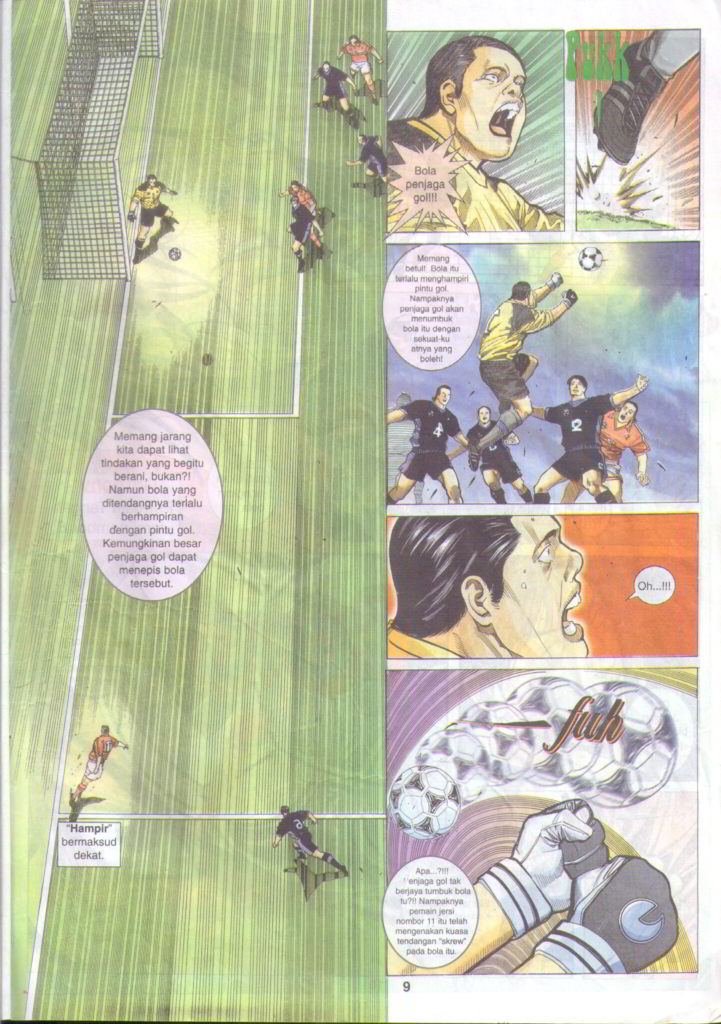 Memang jarang
kita dapat lihat
tindakan yang begitu
berani, bukan?!
Namun bola yang
ditendangnya terlalu
berhampiran
dengan pintu gol.
Kemungkinan besar
penjaga gol dapat
menepis bola
tersebut.
"Hampir"
bermaksud
dekat.
Bola
penjaga
gol!!!
Pukk
Memang
betul! Bola itu
terlalu menghampiri
pintu gol.
Nampaknya
penjaga gol akan
menumbuk
bola itu dengan
sekuat-ku
atnya yang
boleh!
4
2
Oh...!!!
fuh
Apa...?!!!
enjaga gol tak
berjaya tumbuk bola
tu?!! Nampaknya
pemain jersi
nombor 11 itu telah
mengenakan kuasa
tendangan "skrew"
pada bola itu.
9